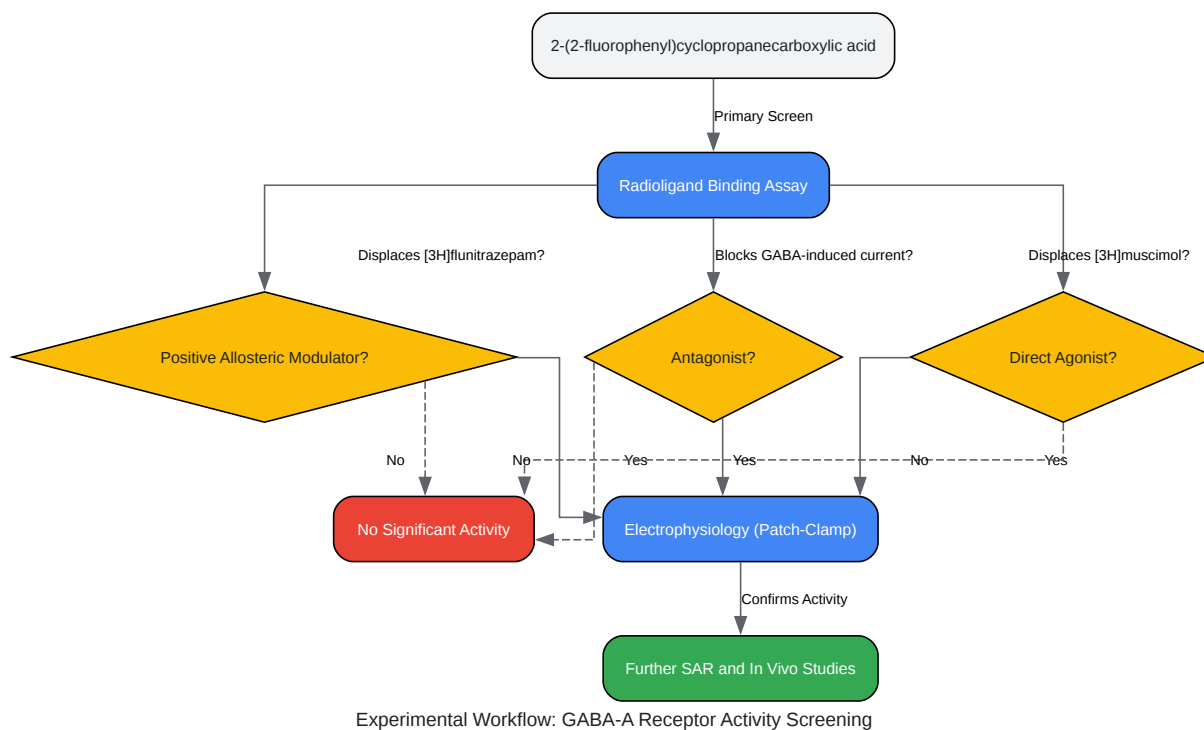 2-(2-fluorophenyl)cyclopropanecarboxylic acid
Primary Screen
Radioligand Binding Assay
Displaces [3H]flunitrazepam?
Blocks GABA-induced current?
Displaces [3H]muscimol?
Positive Allosteric Modulator?
Antagonist?
Direct Agonist?
No
No
Yes
Yes
No
Yes
No Significant Activity
Electrophysiology (Patch-Clamp)
Confirms Activity
Further SAR and In Vivo Studies
Experimental Workflow: GABA-A Receptor Activity Screening